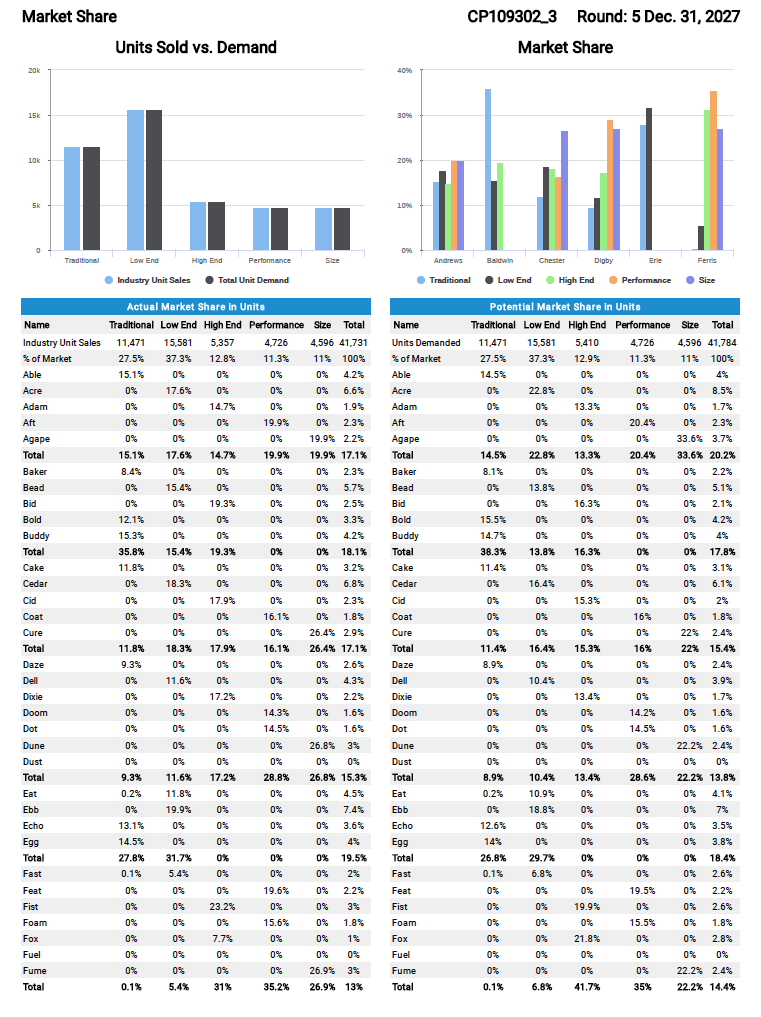 Market Share CP109302_3 Round: 5 Dec. 31, 2027
Units Sold vs. Demand
20k
15k
10k
5k
0
Traditional Low End High End Performance Size
Industry Unit Sales Total Unit Demand
Market Share
40%
30%
20%
10%
0%
Andrews Baldwin Chester Digby Erie Ferris
Traditional Low End High End Performance Size
Actual Market Share in Units
Name Traditional Low End High End Performance Size Total
Industry Unit Sales 11,471 15,581 5,357 4,726 4,596 41,731
% of Market 27.5% 37.3% 12.8% 11.3% 11% 100%
Able 15.1% 0% 0% 0% 0% 4.2%
Acre 0% 17.6% 0% 0% 0% 6.6%
Adam 0% 0% 14.7% 0% 0% 1.9%
Aft 0% 0% 0% 19.9% 0% 2.3%
Agape 0% 0% 0% 0% 19.9% 2.2%
Total 15.1% 17.6% 14.7% 19.9% 19.9% 17.1%
Baker 8.4% 0% 0% 0% 0% 2.3%
Bead 0% 15.4% 0% 0% 0% 5.7%
Bid 0% 0% 19.3% 0% 0% 2.5%
Bold 12.1% 0% 0% 0% 0% 3.3%
Buddy 15.3% 0% 0% 0% 0% 4.2%
Total 35.8% 15.4% 19.3% 0% 0% 18.1%
Cake 11.8% 0% 0% 0% 0% 3.2%
Cedar 0% 18.3% 0% 0% 0% 6.8%
Cid 0% 0% 17.9% 0% 0% 2.3%
Coat 0% 0% 0% 16.1% 0% 1.8%
Cure 0% 0% 0% 0% 26.4% 2.9%
Total 11.8% 18.3% 17.9% 16.1% 26.4% 17.1%
Daze 9.3% 0% 0% 0% 0% 2.6%
Dell 0% 11.6% 0% 0% 0% 4.3%
Dixie 0% 0% 17.2% 0% 0% 2.2%
Doom 0% 0% 0% 14.3% 0% 1.6%
Dot 0% 0% 0% 14.5% 0% 1.6%
Dune 0% 0% 0% 0% 26.8% 3%
Dust 0% 0% 0% 0% 0% 0%
Total 9.3% 11.6% 17.2% 28.8% 26.8% 15.3%
Eat 0.2% 11.8% 0% 0% 0% 4.5%
Ebb 0% 19.9% 0% 0% 0% 7.4%
Echo 13.1% 0% 0% 0% 0% 3.6%
Egg 14.5% 0% 0% 0% 0% 4%
Total 27.8% 31.7% 0% 0% 0% 19.5%
Fast 0.1% 5.4% 0% 0% 0% 2%
Feat 0% 0% 0% 19.6% 0% 2.2%
Fist 0% 0% 23.2% 0% 0% 3%
Foam 0% 0% 0% 15.6% 0% 1.8%
Fox 0% 0% 7.7% 0% 0% 1%
Fuel 0% 0% 0% 0% 0% 0%
Fume 0% 0% 0% 0% 26.9% 3%
Total 0.1% 5.4% 31% 35.2% 26.9% 13%
Potential Market Share in Units
Name Traditional Low End High End Performance Size Total
Units Demanded 11,471 15,581 5,410 4,726 4,596 41,784
% of Market 27.5% 37.3% 12.9% 11.3% 11% 100%
Able 14.5% 0% 0% 0% 0% 4%
Acre 0% 22.8% 0% 0% 0% 8.5%
Adam 0% 0% 13.3% 0% 0% 1.7%
Aft 0% 0% 0% 20.4% 0% 2.3%
Agape 0% 0% 0% 0% 33.6% 3.7%
Total 14.5% 22.8% 13.3% 20.4% 33.6% 20.2%
Baker 8.1% 0% 0% 0% 0% 2.2%
Bead 0% 13.8% 0% 0% 0% 5.1%
Bid 0% 0% 16.3% 0% 0% 2.1%
Bold 15.5% 0% 0% 0% 0% 4.2%
Buddy 14.7% 0% 0% 0% 0% 4%
Total 38.3% 13.8% 16.3% 0% 0% 17.8%
Cake 11.4% 0% 0% 0% 0% 3.1%
Cedar 0% 16.4% 0% 0% 0% 6.1%
Cid 0% 0% 15.3% 0% 0% 2%
Coat 0% 0% 0% 16% 0% 1.8%
Cure 0% 0% 0% 0% 22% 2.4%
Total 11.4% 16.4% 15.3% 16% 22% 15.4%
Daze 8.9% 0% 0% 0% 0% 2.4%
Dell 0% 10.4% 0% 0% 0% 3.9%
Dixie 0% 0% 13.4% 0% 0% 1.7%
Doom 0% 0% 0% 14.2% 0% 1.6%
Dot 0% 0% 0% 14.5% 0% 1.6%
Dune 0% 0% 0% 0% 22.2% 2.4%
Dust 0% 0% 0% 0% 0% 0%
Total 8.9% 10.4% 13.4% 28.6% 22.2% 13.8%
Eat 0.2% 10.9% 0% 0% 0% 4.1%
Ebb 0% 18.8% 0% 0% 0% 7%
Echo 12.6% 0% 0% 0% 0% 3.5%
Egg 14% 0% 0% 0% 0% 3.8%
Total 26.8% 29.7% 0% 0% 0% 18.4%
Fast 0.1% 6.8% 0% 0% 0% 2.6%
Feat 0% 0% 0% 19.5% 0% 2.2%
Fist 0% 0% 19.9% 0% 0% 2.6%
Foam 0% 0% 0% 15.5% 0% 1.8%
Fox 0% 0% 21.8% 0% 0% 2.8%
Fuel 0% 0% 0% 0% 0% 0%
Fume 0% 0% 0% 0% 22.2% 2.4%
Total 0.1% 6.8% 41.7% 35% 22.2% 14.4%